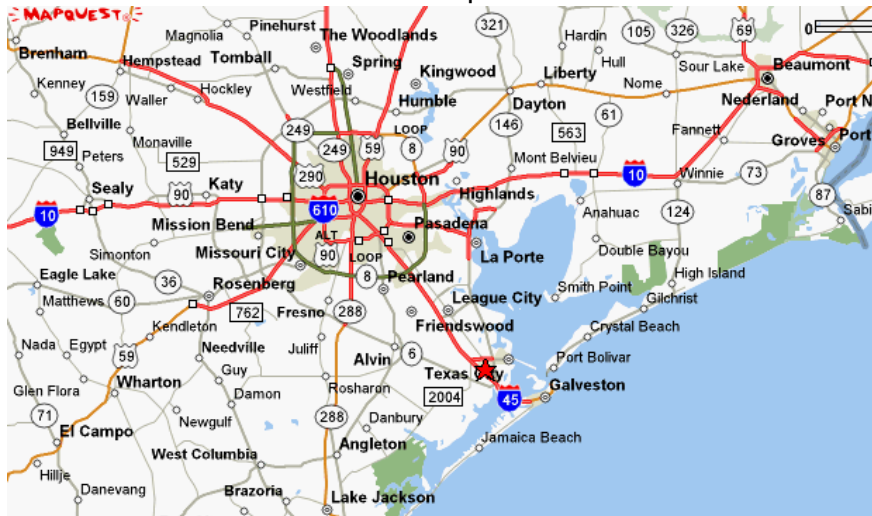 MAPQUEST
Pinehurst
The Woodlands
321
Hardin
105
326
69
0
Magnolia
Brenham
Tomball
Hull
Hempstead
Spring
Kingwood
Liberty
Sour Lake
Beaumont
Kenney
159
Waller
Hockley
Westfield
Humble
Dayton
Nome
Nederland
Port N
Bellville
Monaville
249
LOOP
146
563
61
Fannett
Groves
Port
949
Peters
529
249
59
8
90
Mont Belvieu
290
Houston
10
Winnie
73
Sealy
90
Katy
Highlands
87
10
610
Anahuac
124
Sabi
Mission Bend
ALT
Pasadena
Simonton
Missouri City
90
LOOP
La Porte
Double Bayou
Eagle Lake
36
8
Pearland
High Island
Rosenberg
Smith Point
Matthews
60
762
Fresno
288
League City
Gilchrist
Kendleton
Friendswood
Crystal Beach
Nada
Egypt
59
Needville
Juliff
Alvin
6
Port Bolivar
Glen Flora
Wharton
Guy
Rosharon
Texas City
2004
Galveston
45
71
Newgulf
Damon
288
Danbury
El Campo
Angleton
Jamaica Beach
West Columbia
Hillje
Danevang
Brazoria
Lake Jackson